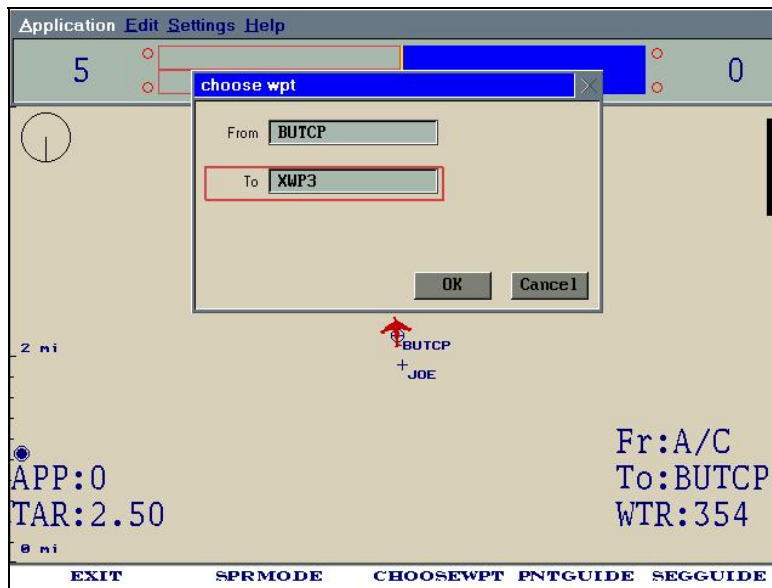 Application Edit Settings Help
5
0
choose wpt
From BUTCP
To XWP3
OK Cancel
2 mi
BUTCP
JOE
Fr:A/C
APP:0
To:BUTCP
TAR:2.50
WTR:354
0 mi
EXIT SPRMODE CHOOSEWPT PNTGUIDE SEGGUIDE